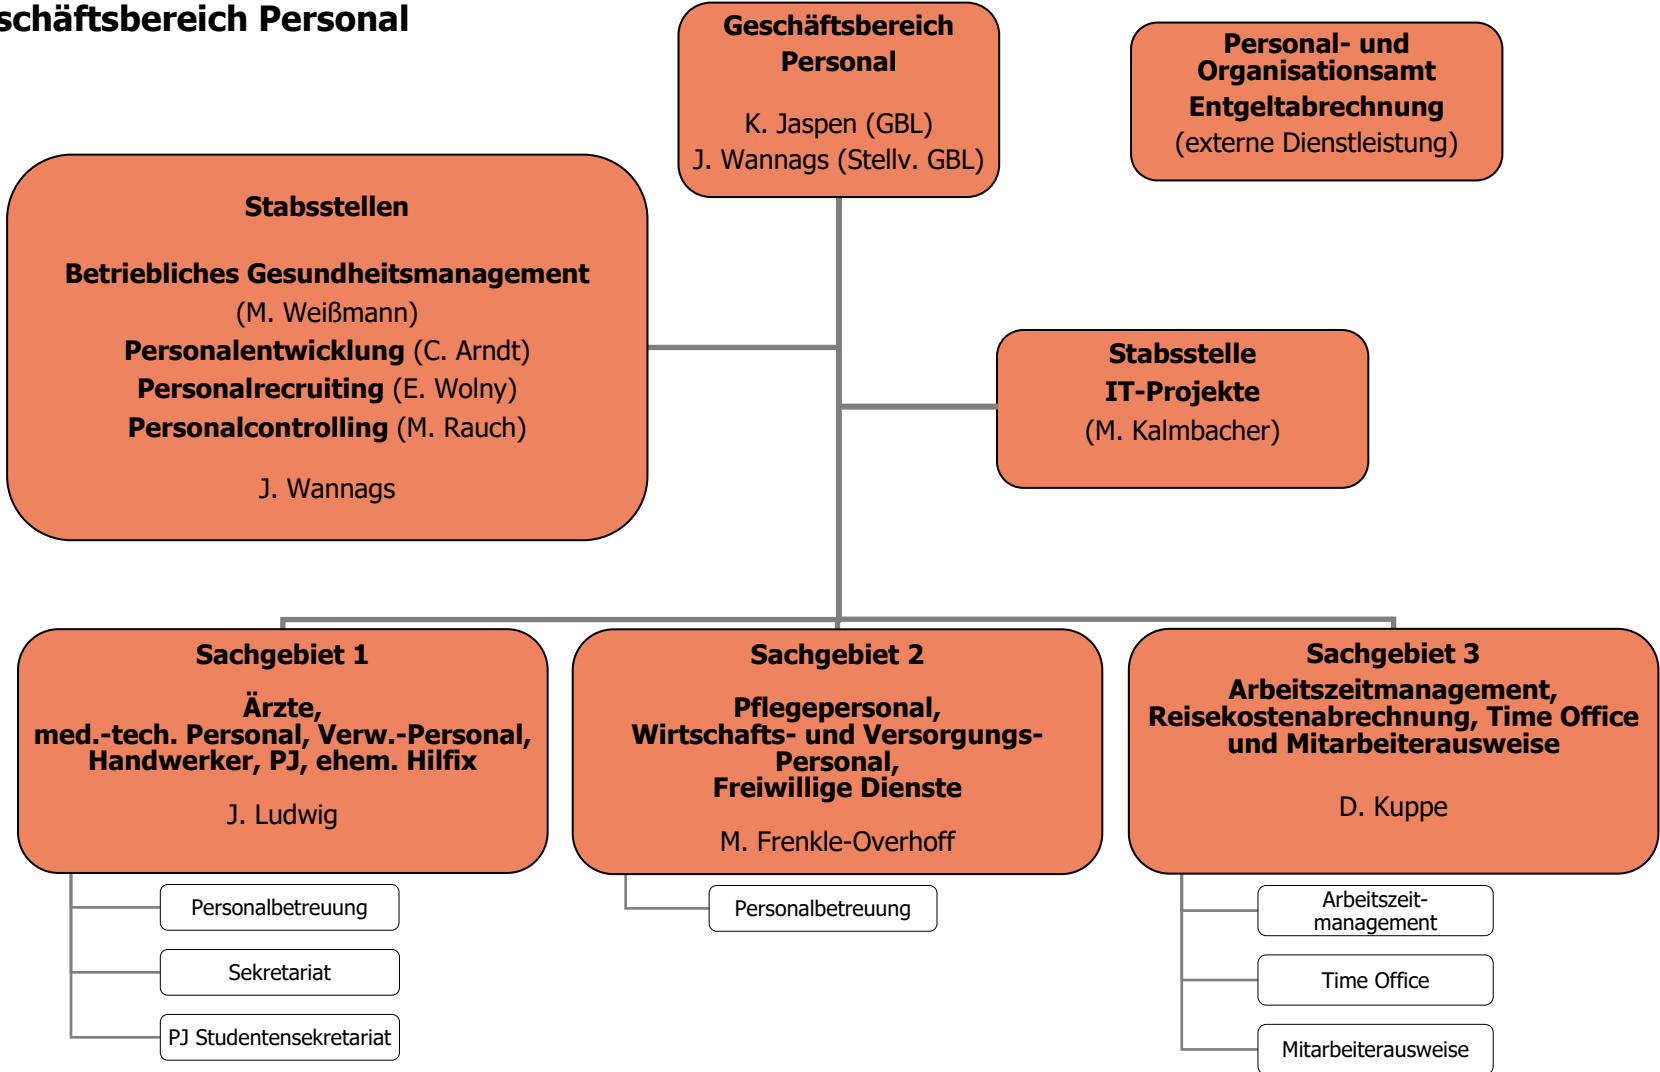 schäftsbereich Personal
Geschäftsbereich
Personal
K. Jaspen (GBL)
J. Wannags (Stellv. GBL)
Personal- und
Organisationsamt
Entgeltabrechnung
(externe Dienstleistung)
Stabsstellen
Betriebliches Gesundheitsmanagement
(M. Weißmann)
Personalentwicklung (C. Arndt)
Personalrecruiting (E. Wolny)
Personalcontrolling (M. Rauch)
J. Wannags
Stabsstelle
IT-Projekte
(M. Kalmbacher)
Sachgebiet 1
Ärzte,
med.-tech. Personal, Verw.-Personal,
Handwerker, PJ, ehem. Hilfix
J. Ludwig
Personalbetreuung
Sekretariat
PJ Studentensekretariat
Sachgebiet 2
Pflegepersonal,
Wirtschafts- und Versorgungs-
Personal,
Freiwillige Dienste
M. Frenkle-Overhoff
Personalbetreuung
Sachgebiet 3
Arbeitszeitmanagement,
Reisekostenabrechnung, Time Office
und Mitarbeiterausweise
D. Kuppe
Arbeitszeit-
management
Time Office
Mitarbeiterausweise